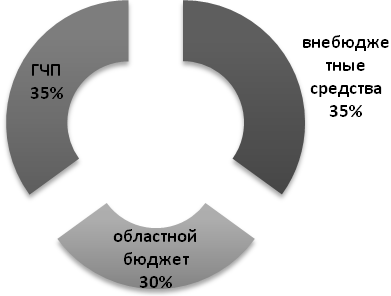 внебюдже
тные
средства
35%
ГЧП
35%
областной
бюджет
30%